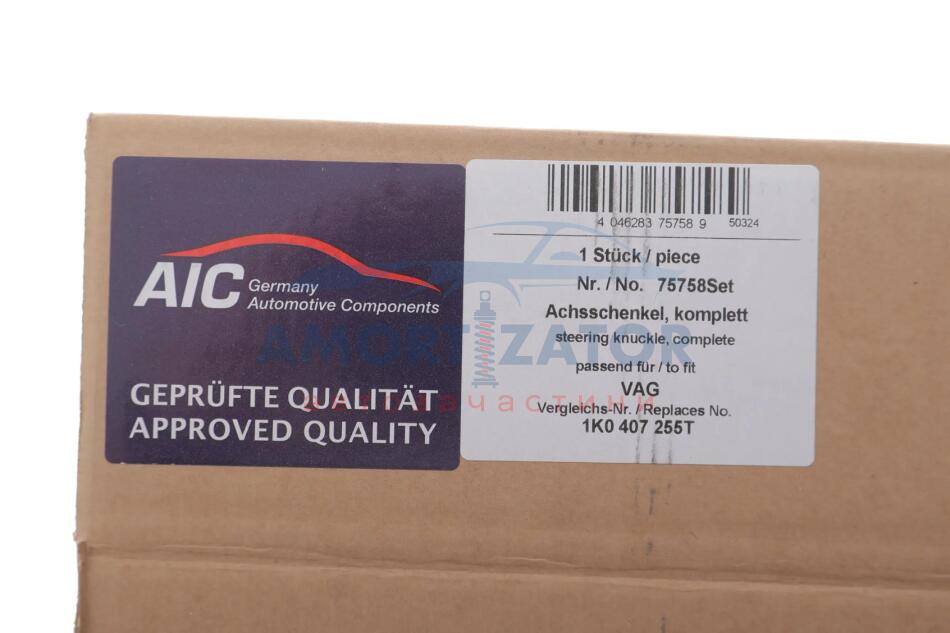 AIC Germany
Automotive Components
GEPRÜFTE QUALITÄT
APPROVED QUALITY
4 046283 75758 9 50324
1 Stück / piece
Nr. / No. 75758Set
Achsschenkel, komplett
steering knuckle, complete
passend für / to fit
VAG
Vergleichs-Nr. / Replaces No.
1K0 407 255T
AMORTIZATOR
автозапчастини